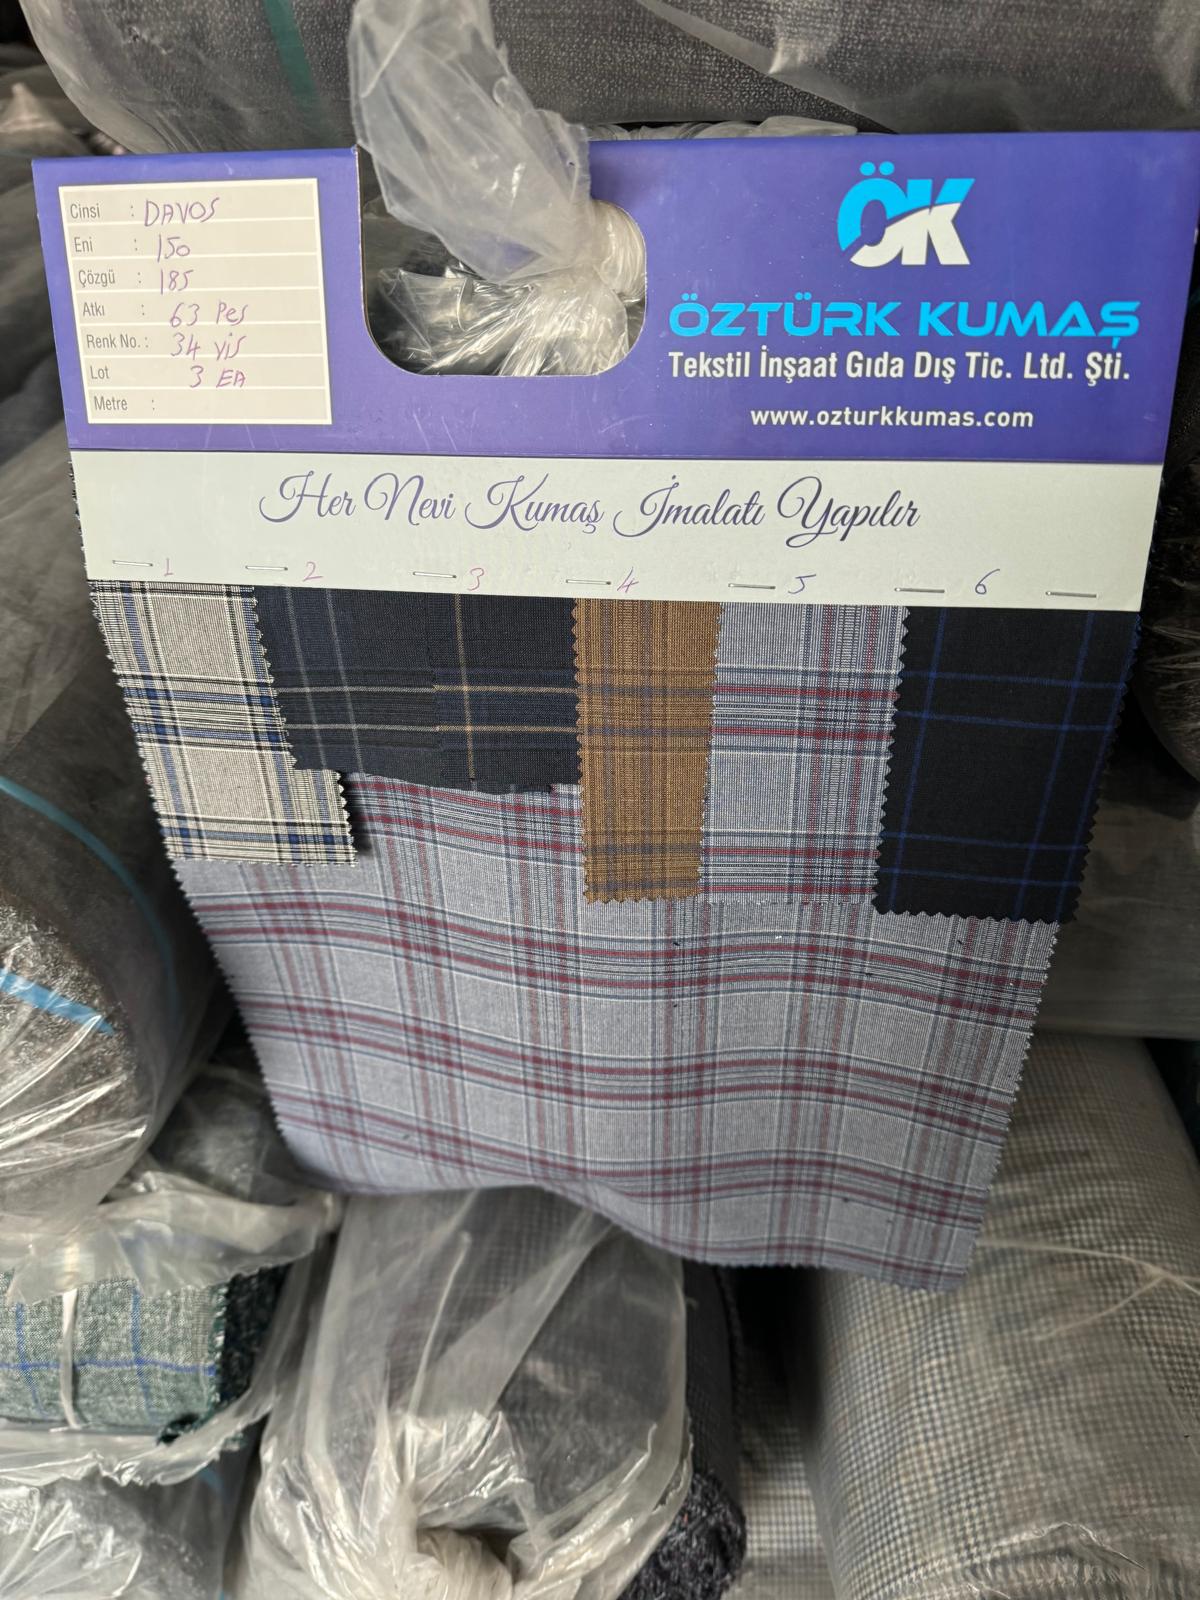 Cinsi : DAVOS
Eni : 150
Çözgü : 185
Atkı : 63 Pes
Renk No. : 34 vis
Lot 3 EA
Metre :
ÖK
ÖZTÜRK KUMAŞ
Tekstil İnşaat Gıda Dış Tic. Ltd. Şti.
www.ozturkkumas.com
Her Nevi Kumaş İmalatı Yapılır
1 2 3 4 5 6